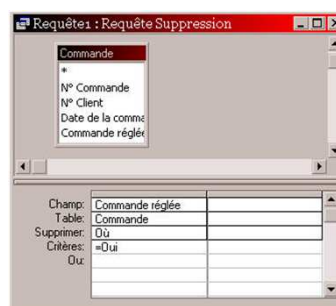 Requête1 : Requête Suppression
Commande
*
N° Commande
N° Client
Date de la comma
Commande réglée
Champ: Commande réglée
Table: Commande
Supprimer: Où
Critères: =Oui
Ou: